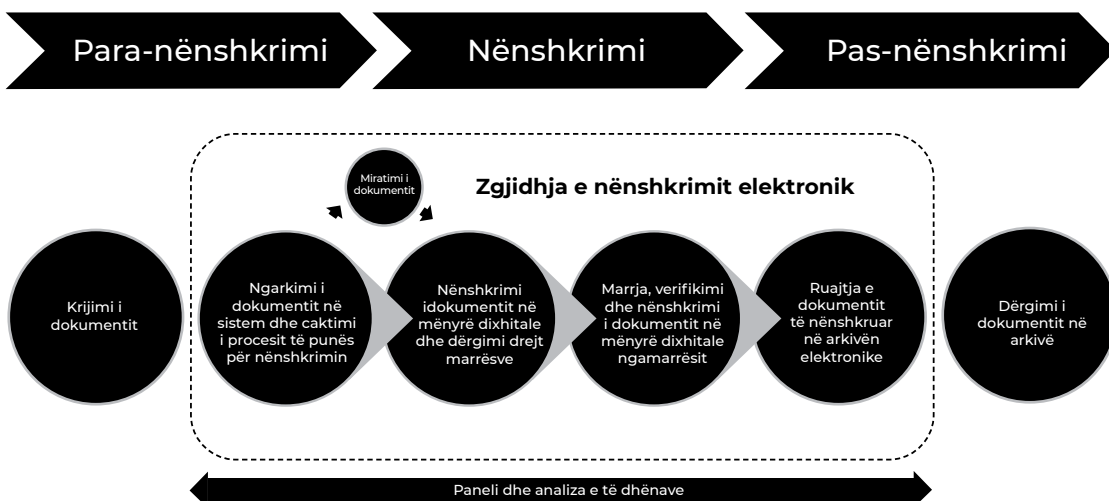 Para-nënshkrimi
Nënshkrimi
Pas-nënshkrimi
Miratimi i
dokumentit
Zgjidhja e nënshkrimit elektronik
Krijimi i
dokumentit
Ngarkimi i
dokumentit në
sistem dhe caktimi
i procesit të punës
për nënshkrimin
Nënshkrimi
idokumentit në
mënyrë dixhitale
dhe dërgimi drejt
marrësve
Marrja, verifikimi
dhe nënshkrimi
i dokumentit në
mënyrë dixhitale
ngamarrësit
Ruajtja e
dokumentit
të nënshkruar
në arkivën
elektronike
Dërgimi i
dokumentit në
arkivë
Paneli dhe analiza e të dhënave